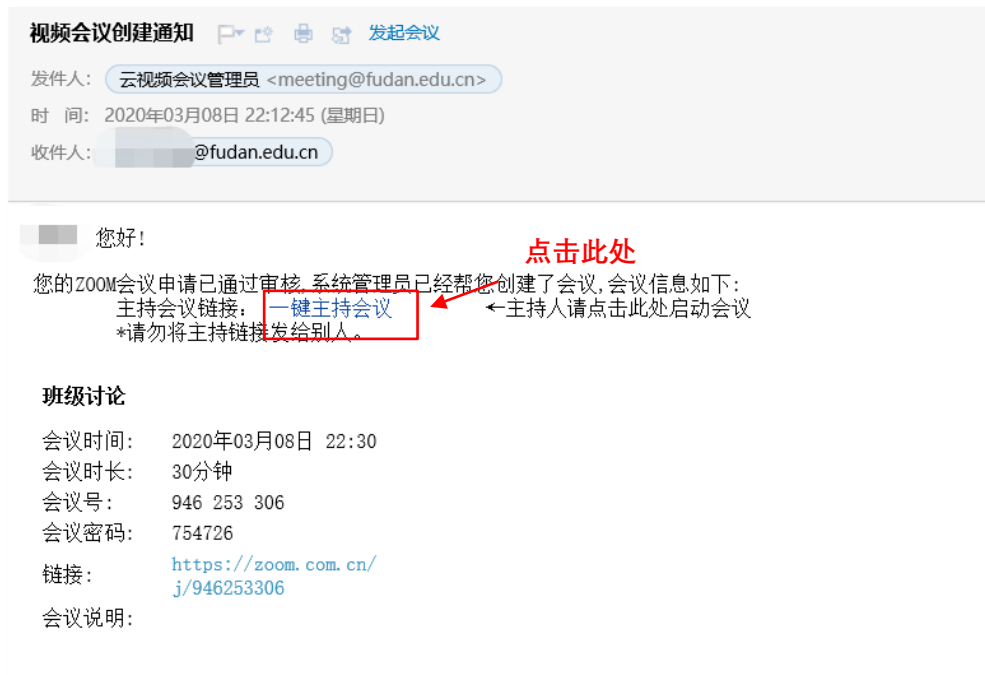 视频会议创建通知 发起会议
发件人: 云视频会议管理员 <meeting@fudan.edu.cn>
时 间: 2020年03月08日 22:12:45 (星期日)
收件人: @fudan.edu.cn
您好!
点击此处
您的ZOOM会议申请已通过审核,系统管理员已经帮您创建了会议,会议信息如下:
主持会议链接: 一键主持会议 ←主持人请点击此处启动会议
*请勿将主持链接发给别人。
班级讨论
会议时间: 2020年03月08日 22:30
会议时长: 30分钟
会议号: 946 253 306
会议密码: 754726
链接: https://zoom.com.cn/
j/946253306
会议说明: